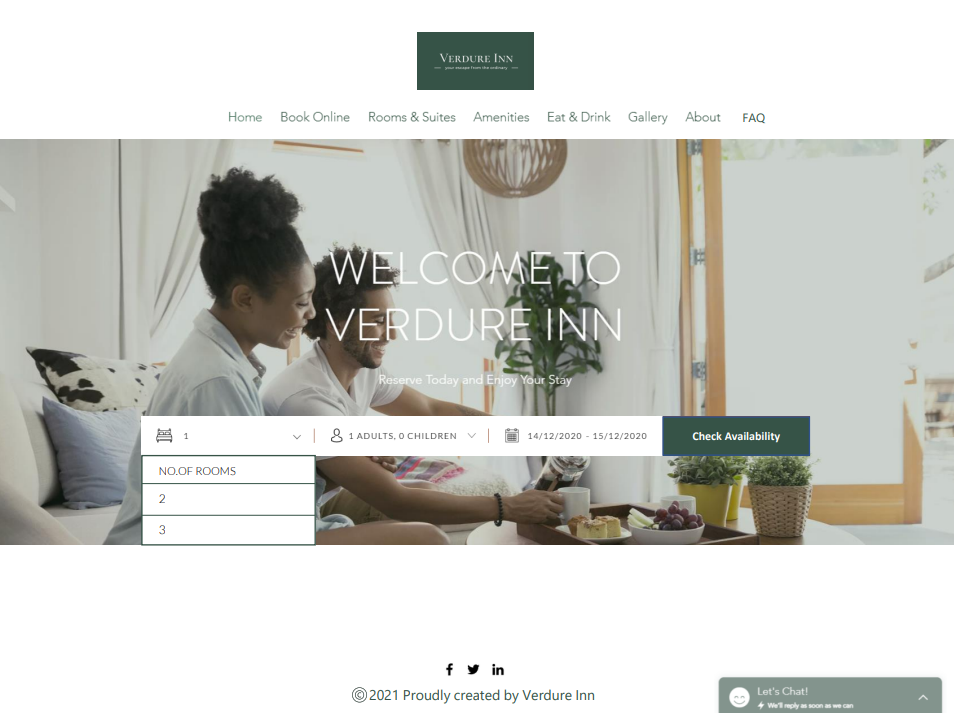 VERDURE INN
your escape from the ordinary
Home Book Online Rooms & Suites Amenities Eat & Drink Gallery About FAQ
WELCOME TO
VERDURE INN
Reserve Today and Enjoy Your Stay
1 1 ADULTS, 0 CHILDREN 14/12/2020 - 15/12/2020 Check Availability
NO.OF ROOMS
2
3
©2021 Proudly created by Verdure Inn
Let's Chat!
We'll reply as soon as we can